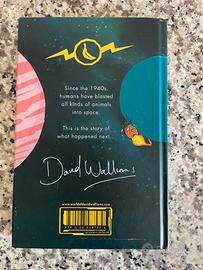 Since the 1940s,
humans have blasted
all kinds of animals
into space.
This is the story of
what happened next.
David Walliams
www.worldofdavidwalliams.com